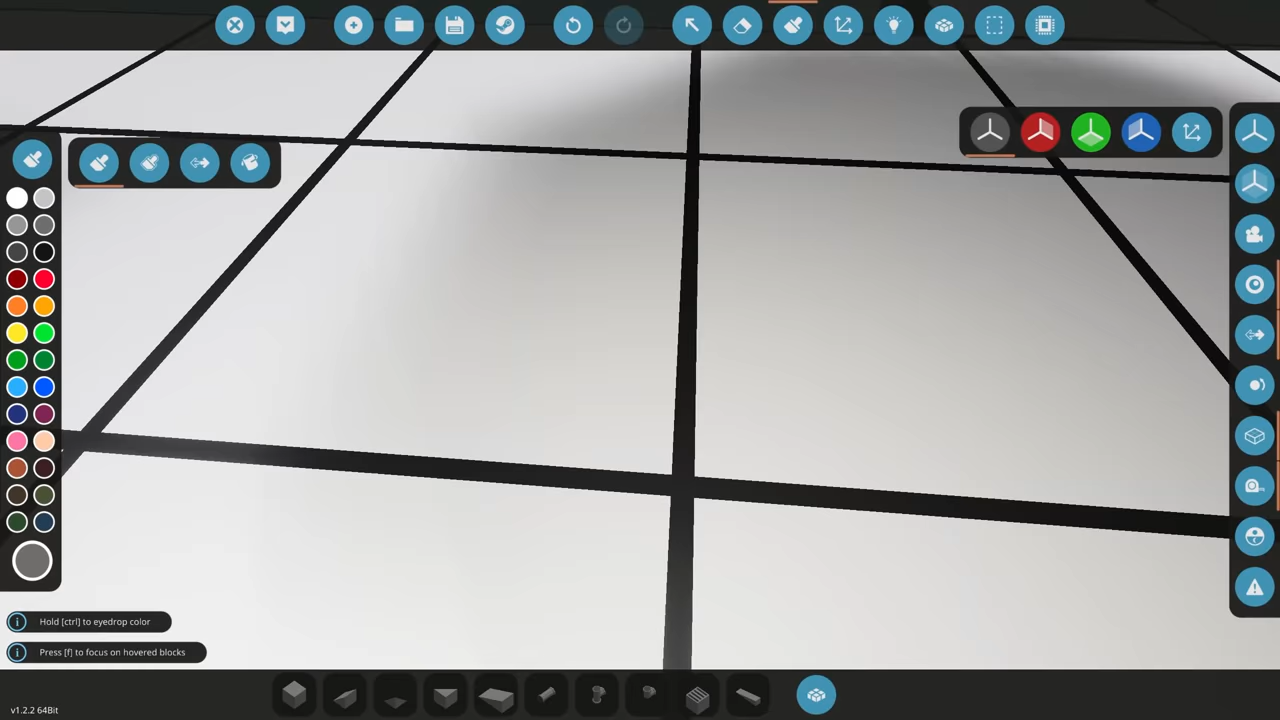 Hold [ctrl] to eyedrop color
Press [f] to focus on hovered blocks
v1.2.2 64Bit